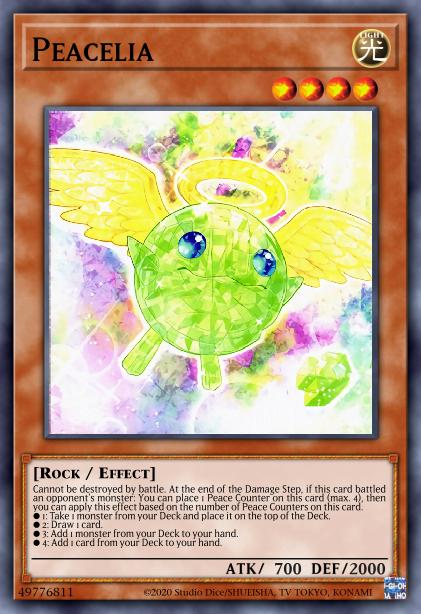 Peacelia
LIGHT
光
[Rock / Effect]
Cannot be destroyed by battle. At the end of the Damage Step, if this card battled
an opponent's monster: You can place 1 Peace Counter on this card (max. 4), then
you can apply this effect based on the number of Peace Counters on this card.
● 1: Take 1 monster from your Deck and place it on the top of the Deck.
● 2: Draw 1 card.
● 3: Add 1 monster from your Deck to your hand.
● 4: Add 1 card from your Deck to your hand.
ATK/ 700 DEF/2000
49776811
©2020 Studio Dice/SHUEISHA, TV TOKYO, KONAMI